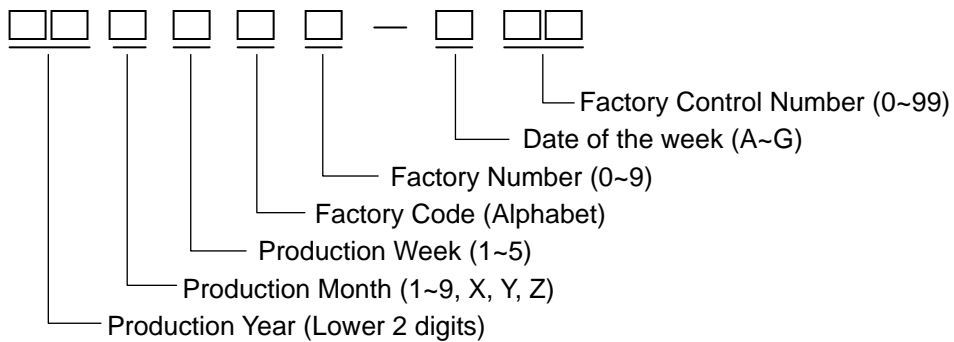 Factory Control Number (0~99)
Date of the week (A~G)
Factory Number (0~9)
Factory Code (Alphabet)
Production Week (1~5)
Production Month (1~9, X, Y, Z)
Production Year (Lower 2 digits)